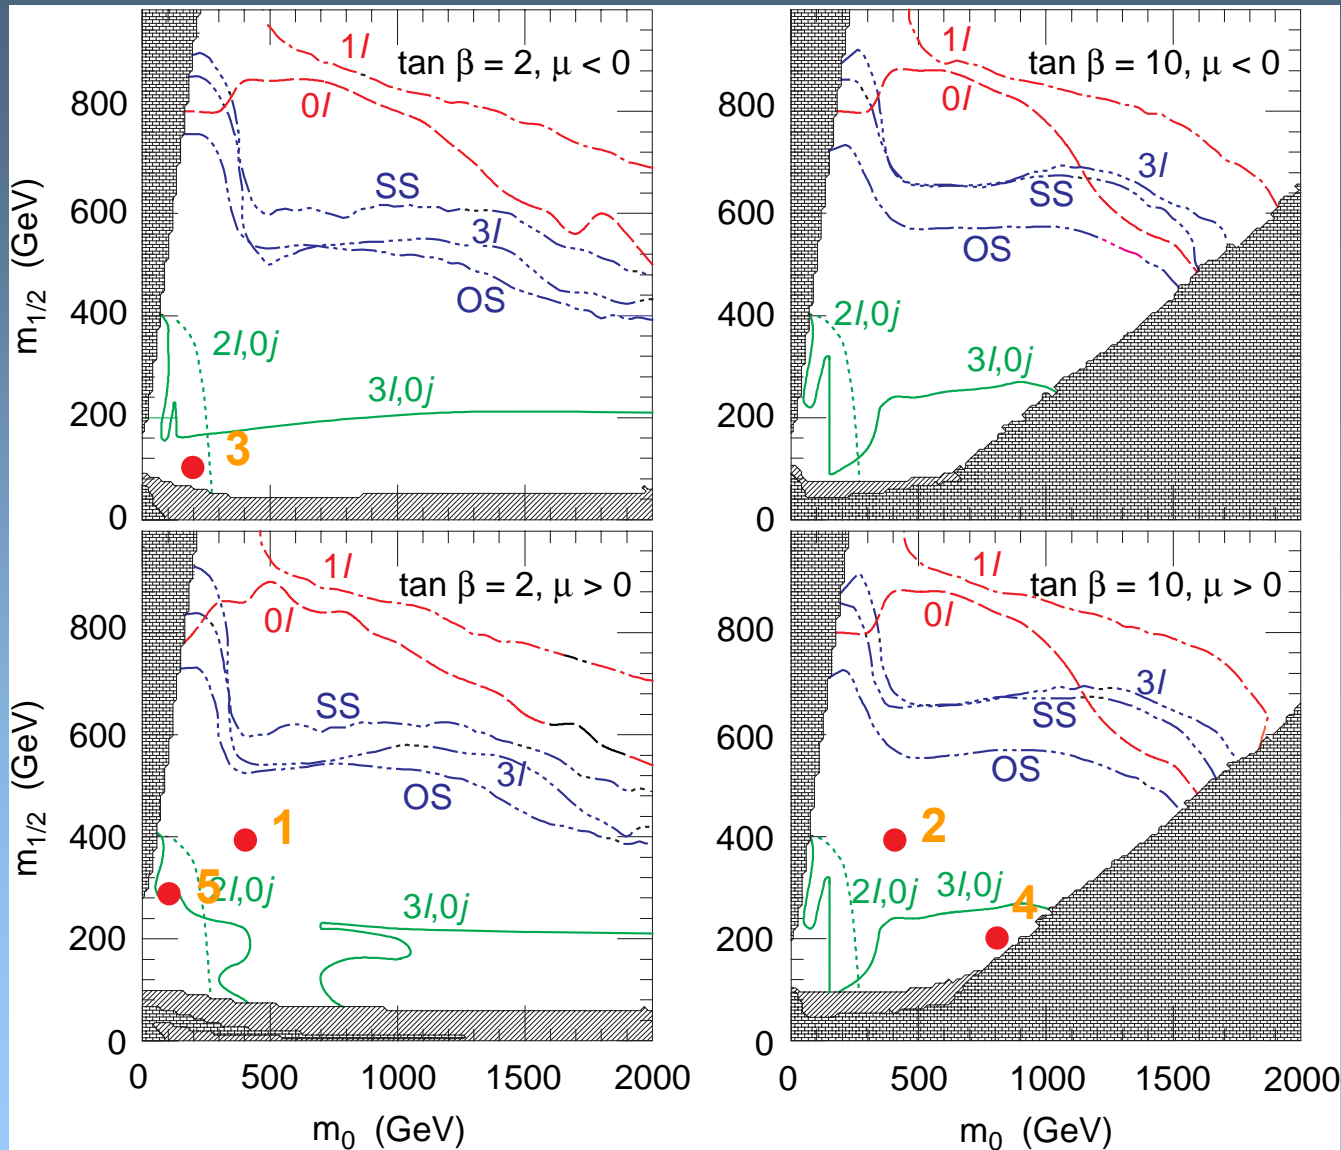 1l
tan β = 2, μ < 0
0l
SS
3l
OS
2l,0j
3l,0j
3
800
600
400
200
0
m1/2 (GeV)
1l
tan β = 10, μ < 0
0l
3l
SS
OS
2l,0j
3l,0j
800
600
400
200
0
1l
tan β = 2, μ > 0
0l
SS
3l
OS
1
5
2l,0j
3l,0j
800
600
400
200
0
m1/2 (GeV)
0 500 1000 1500 2000
m0 (GeV)
1l
tan β = 10, μ > 0
0l
3l
SS
OS
2
2l,0j
3l,0j
4
800
600
400
200
0
0 500 1000 1500 2000
m0 (GeV)